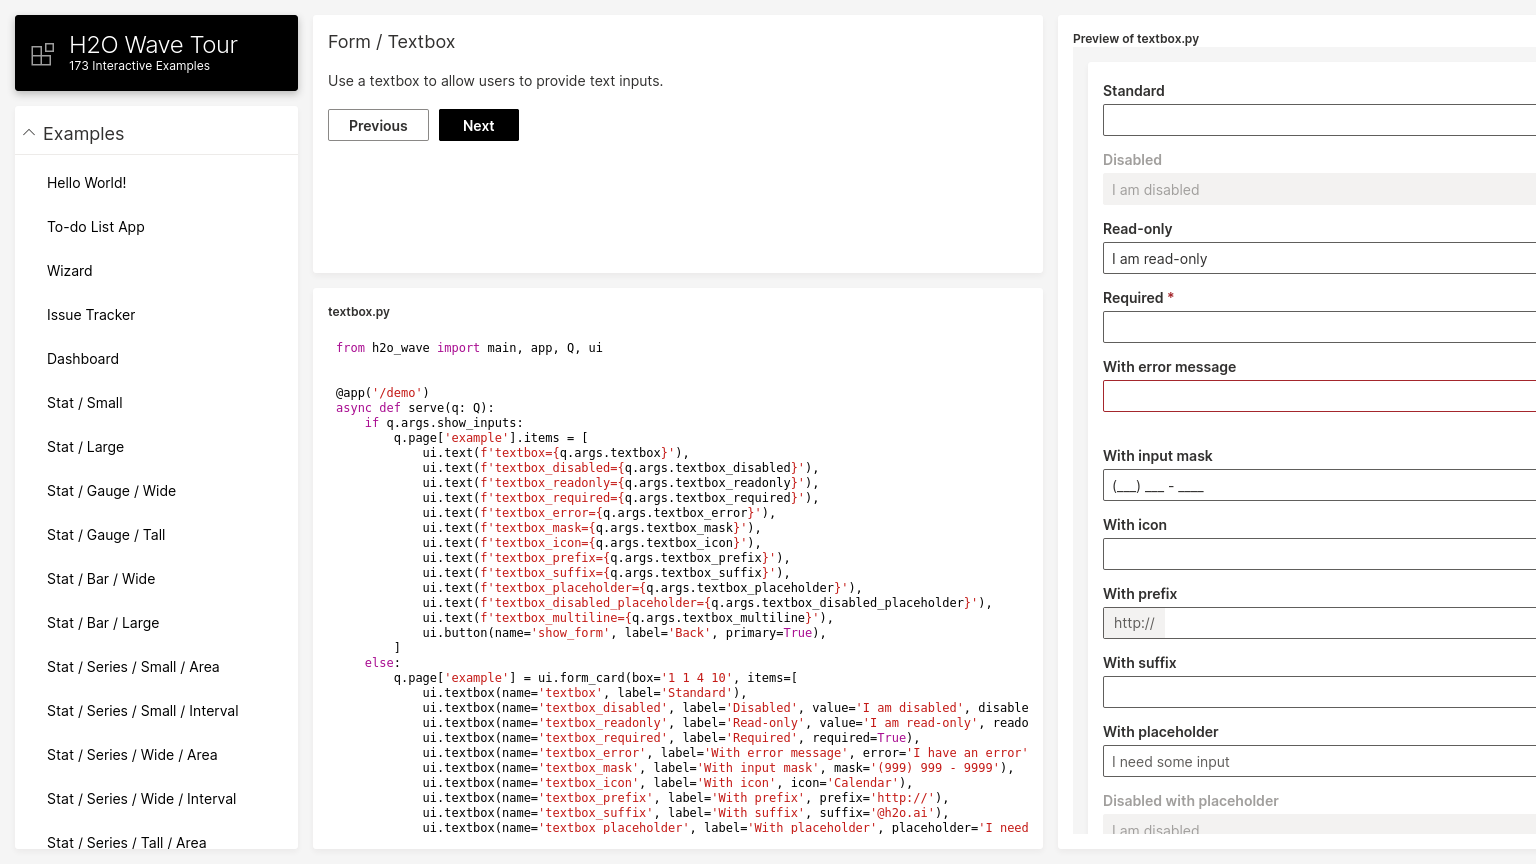 H2O Wave Tour
173 Interactive Examples
Examples
Hello World!
To-do List App
Wizard
Issue Tracker
Dashboard
Stat / Small
Stat / Large
Stat / Gauge / Wide
Stat / Gauge / Tall
Stat / Bar / Wide
Stat / Bar / Large
Stat / Series / Small / Area
Stat / Series / Small / Interval
Stat / Series / Wide / Area
Stat / Series / Wide / Interval
Stat / Series / Tall / Area
Form / Textbox
Use a textbox to allow users to provide text inputs.
Previous Next
textbox.py
from h2o_wave import main, app, Q, ui
@app('/demo')
async def serve(q: Q):
    if q.args.show_inputs:
        q.page['example'].items = [
            ui.text(f'textbox={q.args.textbox}'),
            ui.text(f'textbox_disabled={q.args.textbox_disabled}'),
            ui.text(f'textbox_readonly={q.args.textbox_readonly}'),
            ui.text(f'textbox_required={q.args.textbox_required}'),
            ui.text(f'textbox_error={q.args.textbox_error}'),
            ui.text(f'textbox_mask={q.args.textbox_mask}'),
            ui.text(f'textbox_icon={q.args.textbox_icon}'),
            ui.text(f'textbox_prefix={q.args.textbox_prefix}'),
            ui.text(f'textbox_suffix={q.args.textbox_suffix}'),
            ui.text(f'textbox_placeholder={q.args.textbox_placeholder}'),
            ui.text(f'textbox_disabled_placeholder={q.args.textbox_disabled_placeholder}'),
            ui.text(f'textbox_multiline={q.args.textbox_multiline}'),
            ui.button(name='show_form', label='Back', primary=True),
        ]
    else:
        q.page['example'] = ui.form_card(box='1 1 4 10', items=[
            ui.textbox(name='textbox', label='Standard'),
            ui.textbox(name='textbox_disabled', label='Disabled', value='I am disabled', disable
            ui.textbox(name='textbox_readonly', label='Read-only', value='I am read-only', reado
            ui.textbox(name='textbox_required', label='Required', required=True),
            ui.textbox(name='textbox_error', label='With error message', error='I have an error'
            ui.textbox(name='textbox_mask', label='With input mask', mask='(999) 999 - 9999'),
            ui.textbox(name='textbox_icon', label='With icon', icon='Calendar'),
            ui.textbox(name='textbox_prefix', label='With prefix', prefix='http://'),
            ui.textbox(name='textbox_suffix', label='With suffix', suffix='@h2o.ai'),
            ui.textbox(name='textbox_placeholder', label='With placeholder', placeholder='I need
Preview of textbox.py
Standard
Disabled
I am disabled
Read-only
I am read-only
Required *
With error message
With input mask
(___) ___ - ____
With icon
With prefix
http://
With suffix
With placeholder
I need some input
Disabled with placeholder
I am disabled